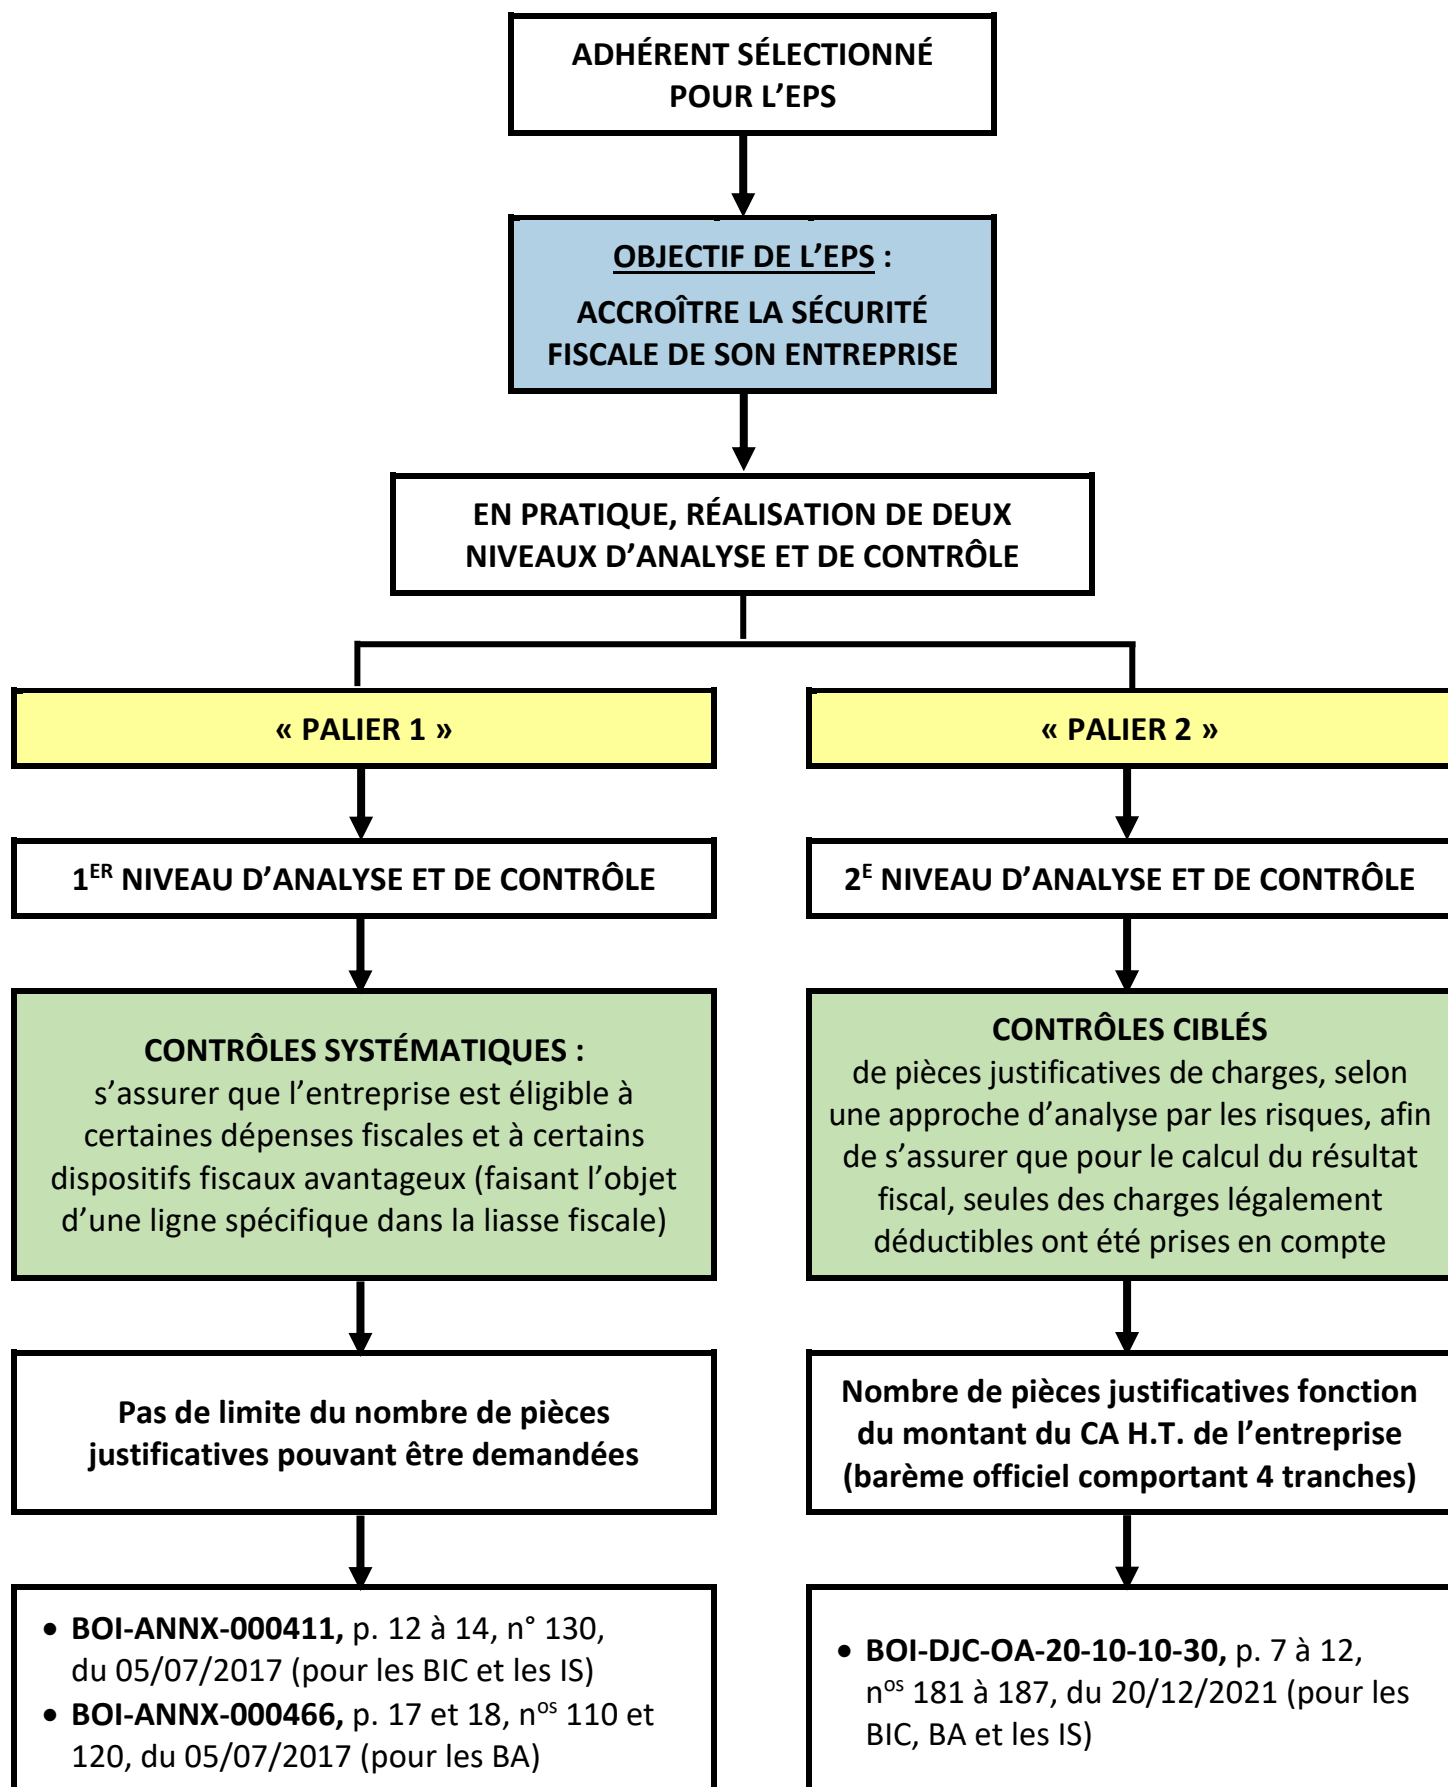 ADHÉRENT SÉLECTIONNÉ
POUR L’EPS
OBJECTIF DE L’EPS :
ACCROÎTRE LA SÉCURITÉ
FISCALE DE SON ENTREPRISE
EN PRATIQUE, RÉALISATION DE DEUX
NIVEAUX D’ANALYSE ET DE CONTRÔLE
« PALIER 1 »
1ER NIVEAU D’ANALYSE ET DE CONTRÔLE
CONTRÔLES SYSTÉMATIQUES :
s’assurer que l’entreprise est éligible à
certaines dépenses fiscales et à certains
dispositifs fiscaux avantageux (faisant l’objet
d’une ligne spécifique dans la liasse fiscale)
Pas de limite du nombre de pièces
justificatives pouvant être demandées
• BOI-ANNX-000411, p. 12 à 14, n° 130,
du 05/07/2017 (pour les BIC et les IS)
• BOI-ANNX-000466, p. 17 et 18, nos 110 et
120, du 05/07/2017 (pour les BA)
« PALIER 2 »
2E NIVEAU D’ANALYSE ET DE CONTRÔLE
CONTRÔLES CIBLÉS
de pièces justificatives de charges, selon
une approche d’analyse par les risques, afin
de s’assurer que pour le calcul du résultat
fiscal, seules des charges légalement
déductibles ont été prises en compte
Nombre de pièces justificatives fonction
du montant du CA H.T. de l’entreprise
(barème officiel comportant 4 tranches)
• BOI-DJC-OA-20-10-10-30, p. 7 à 12,
nos 181 à 187, du 20/12/2021 (pour les
BIC, BA et les IS)